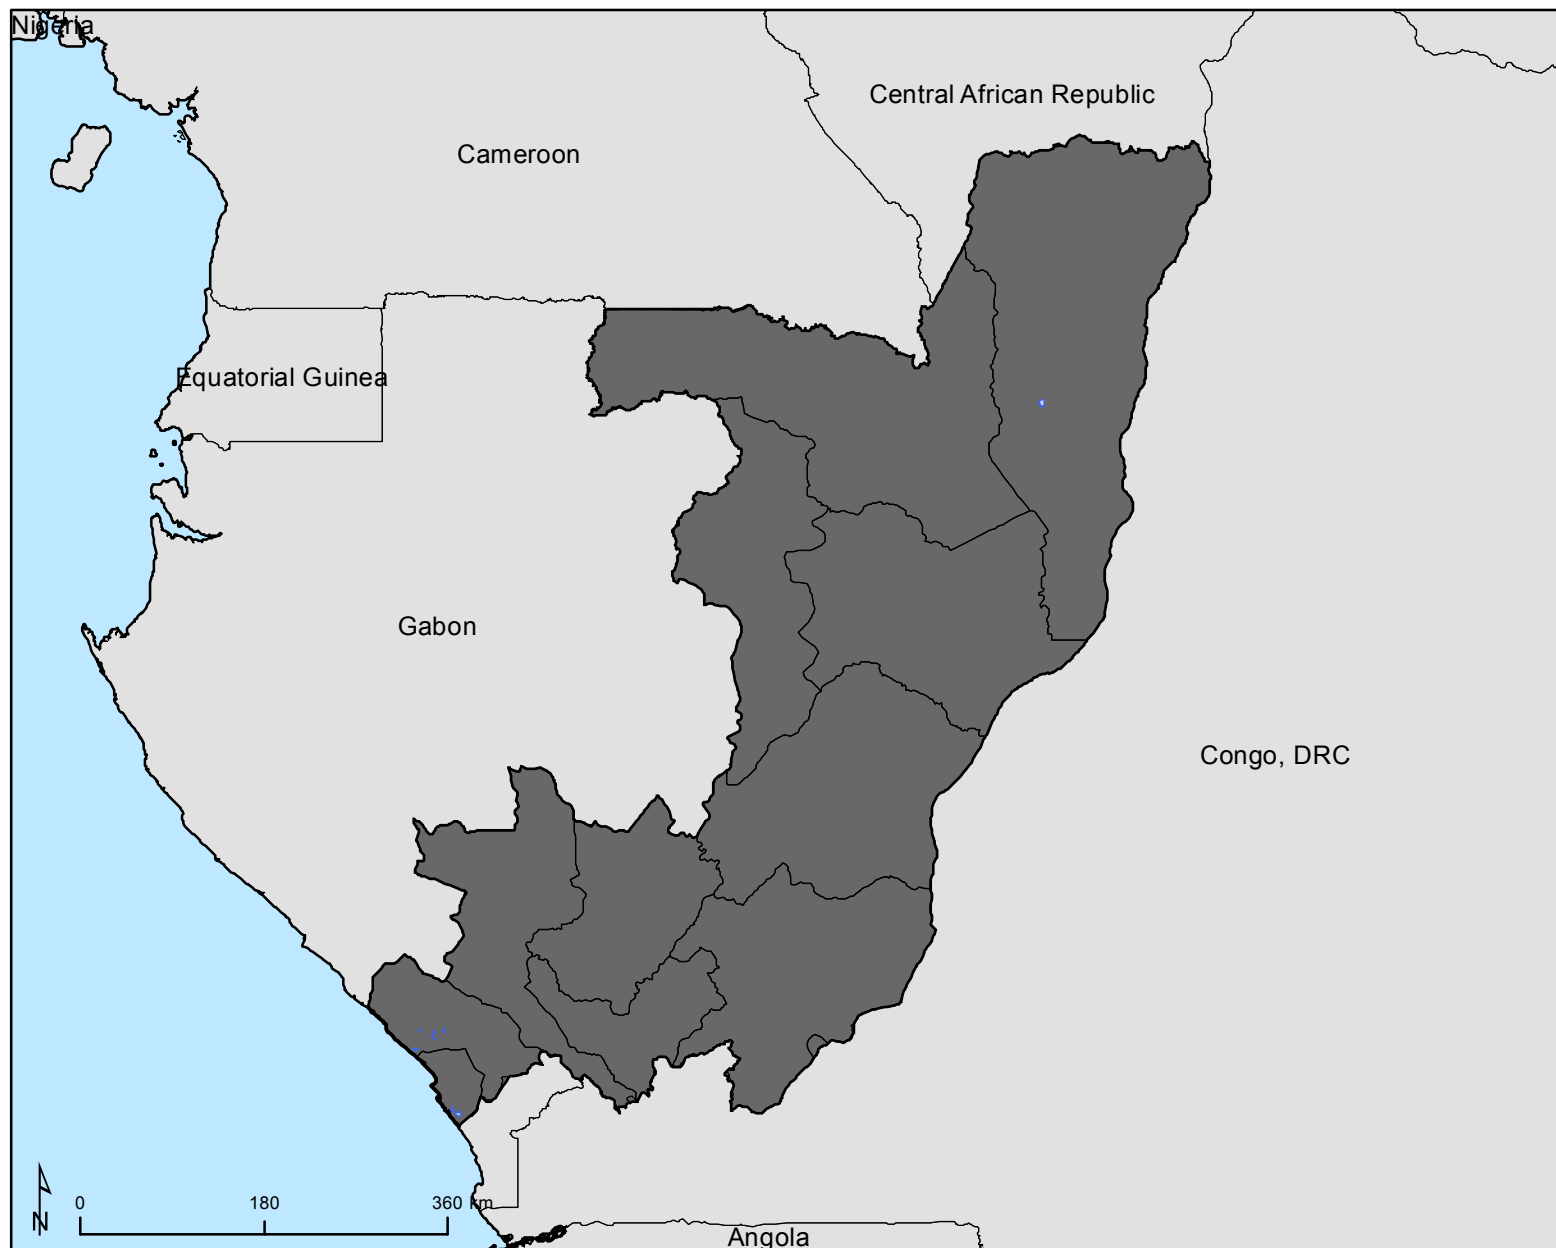 Nigeria
Central African Republic
Cameroon
Equatorial Guinea
Gabon
Congo, DRC
0 180 360 km
N
Angola